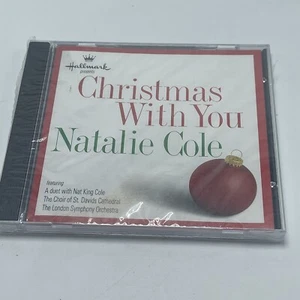 Hallmark
presents
Christmas
With You
Natalie Cole
featuring
A duet with Nat King Cole
The Choir of St. Davids Cathedral
The London Symphony Orchestra